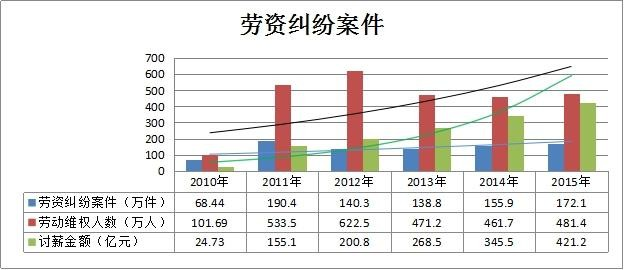 劳资纠纷案件
700
600
500
400
300
200
100
0
2010年 2011年 2012年 2013年 2014年 2015年
劳资纠纷案件（万件） 68.44 190.4 140.3 138.8 155.9 172.1
劳动维权人数（万人） 101.69 533.5 622.5 471.2 461.7 481.4
讨薪金额（亿元） 24.73 155.1 200.8 268.5 345.5 421.2